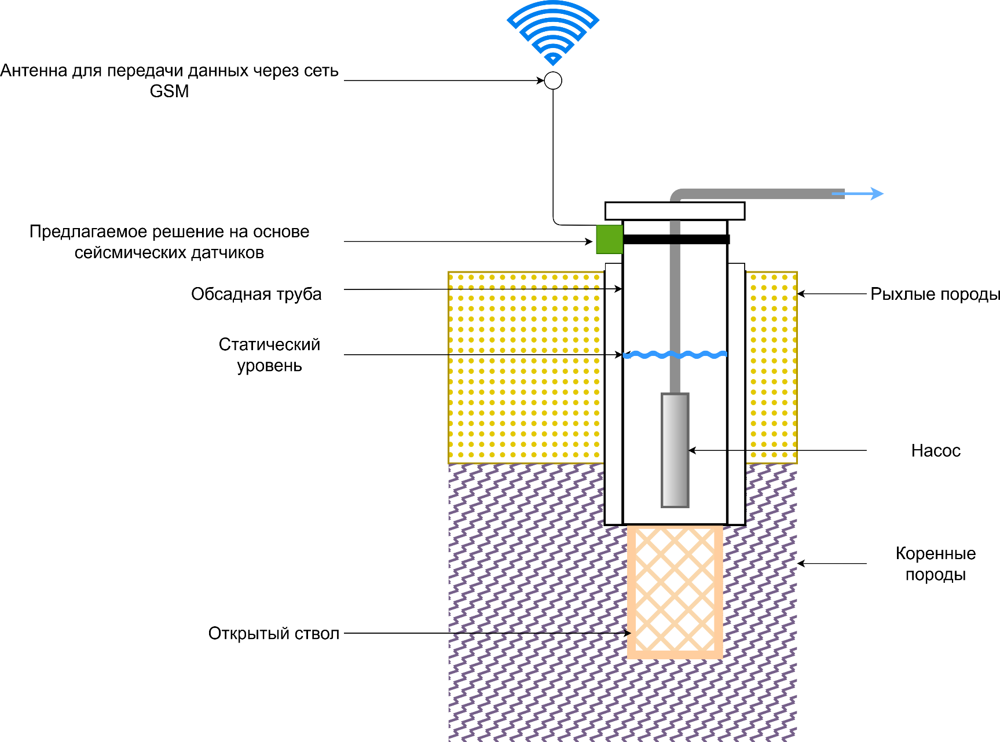 Антенна для передачи данных через сеть
GSM
Предлагаемое решение на основе
сейсмических датчиков
Обсадная труба
Рыхлые породы
Статический
уровень
Насос
Коренные
породы
Открытый ствол